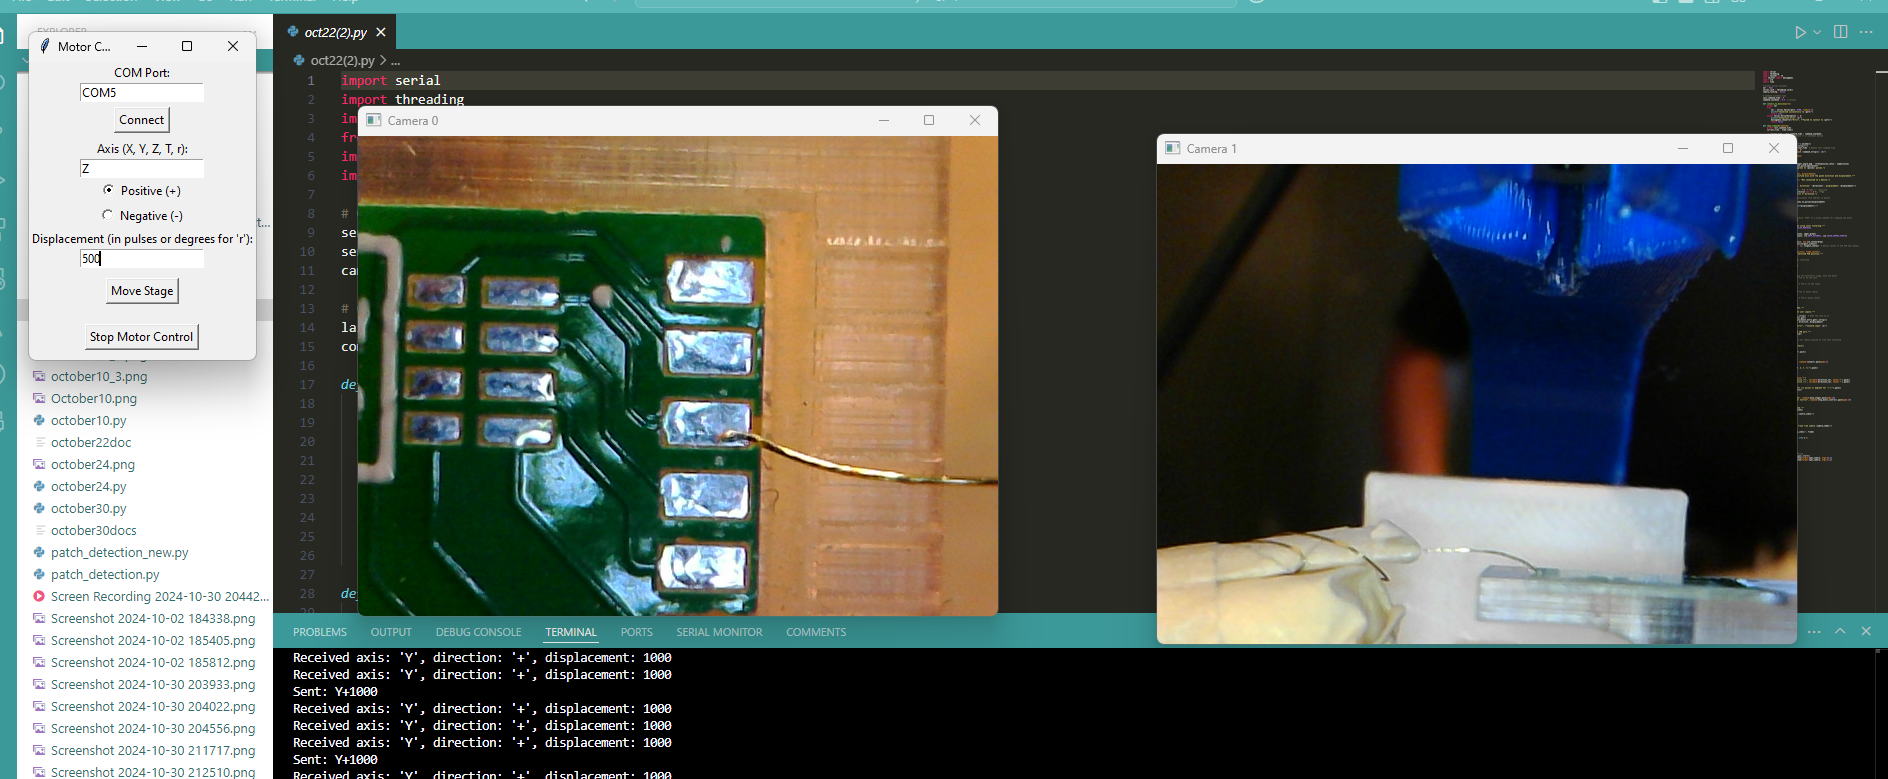 Motor C...
COM Port:
COM5
Connect
Axis (X, Y, Z, T, r):
Z
Positive (+)
Negative (-)
Displacement (in pulses or degrees for 'r'):
500
Move Stage
Stop Motor Control
EXPLORER
t...
october10_3.png
October10.png
october10.py
october22doc
october24.png
october24.py
october30.py
october30docs
patch_detection_new.py
patch_detection.py
Screen Recording 2024-10-30 20442...
Screenshot 2024-10-02 184338.png
Screenshot 2024-10-02 185405.png
Screenshot 2024-10-02 185812.png
Screenshot 2024-10-30 203933.png
Screenshot 2024-10-30 204022.png
Screenshot 2024-10-30 204556.png
Screenshot 2024-10-30 211717.png
Screenshot 2024-10-30 212510.png
oct22(2).py
oct22(2).py > ...
1 import serial
2 import threading
3 im
4 fr
5 im
6 im
7
8 #
9 se
10 se
11 ca
12
13 #
14 la
15 co
16
17 de
18
19
20
21
22
23
24
25
26
27
28 de
29
Camera 0
Camera 1
PROBLEMS OUTPUT DEBUG CONSOLE TERMINAL PORTS SERIAL MONITOR COMMENTS
Received axis: 'Y', direction: '+', displacement: 1000
Received axis: 'Y', direction: '+', displacement: 1000
Sent: Y+1000
Received axis: 'Y', direction: '+', displacement: 1000
Received axis: 'Y', direction: '+', displacement: 1000
Received axis: 'Y', direction: '+', displacement: 1000
Sent: Y+1000
Received axis: 'Y', direction: '+', displacement: 1000